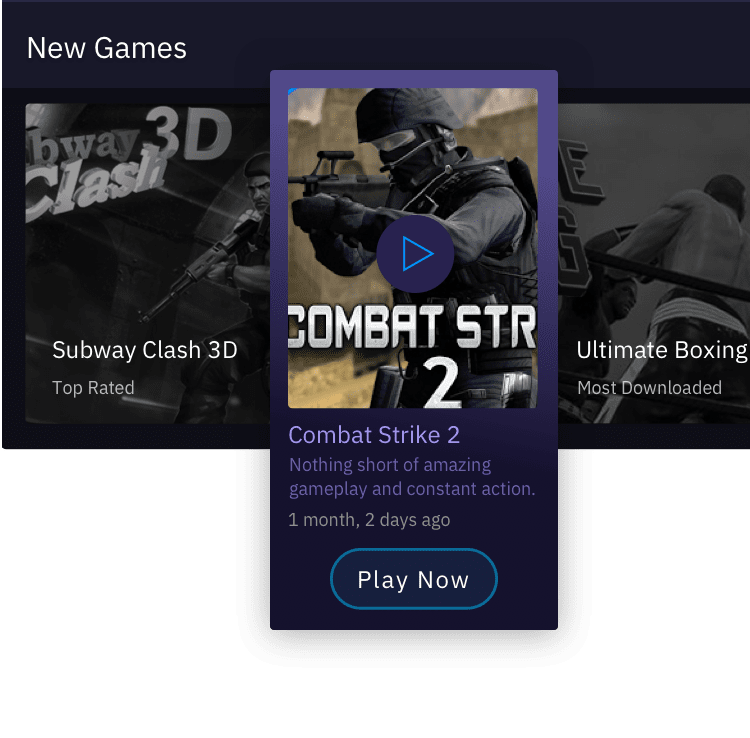 New Games
bway 3D
Clash
Subway Clash 3D
Top Rated
COMBAT STR
2
Combat Strike 2
Nothing short of amazing
gameplay and constant action.
1 month, 2 days ago
Play Now
Ultimate Boxing
Most Downloaded